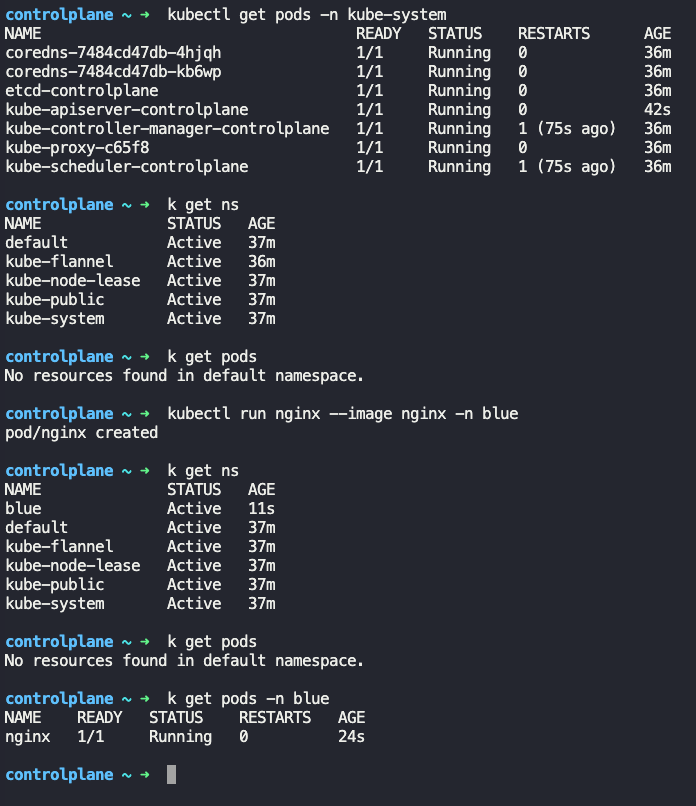 controlplane ~ ➜  kubectl get pods -n kube-system
NAME                                   READY   STATUS    RESTARTS      AGE
coredns-7484cd47db-4hjqh               1/1     Running   0             36m
coredns-7484cd47db-kb6wp               1/1     Running   0             36m
etcd-controlplane                      1/1     Running   0             36m
kube-apiserver-controlplane            1/1     Running   0             42s
kube-controller-manager-controlplane   1/1     Running   1 (75s ago)   36m
kube-proxy-c65f8                       1/1     Running   0             36m
kube-scheduler-controlplane            1/1     Running   1 (75s ago)   36m
controlplane ~ ➜  k get ns
NAME              STATUS   AGE
default           Active   37m
kube-flannel      Active   36m
kube-node-lease   Active   37m
kube-public       Active   37m
kube-system       Active   37m
controlplane ~ ➜  k get pods
No resources found in default namespace.
controlplane ~ ➜  kubectl run nginx --image nginx -n blue
pod/nginx created
controlplane ~ ➜  k get ns
NAME              STATUS   AGE
blue              Active   11s
default           Active   37m
kube-flannel      Active   37m
kube-node-lease   Active   37m
kube-public       Active   37m
kube-system       Active   37m
controlplane ~ ➜  k get pods
No resources found in default namespace.
controlplane ~ ➜  k get pods -n blue
NAME    READY   STATUS    RESTARTS   AGE
nginx   1/1     Running   0          24s
controlplane ~ ➜